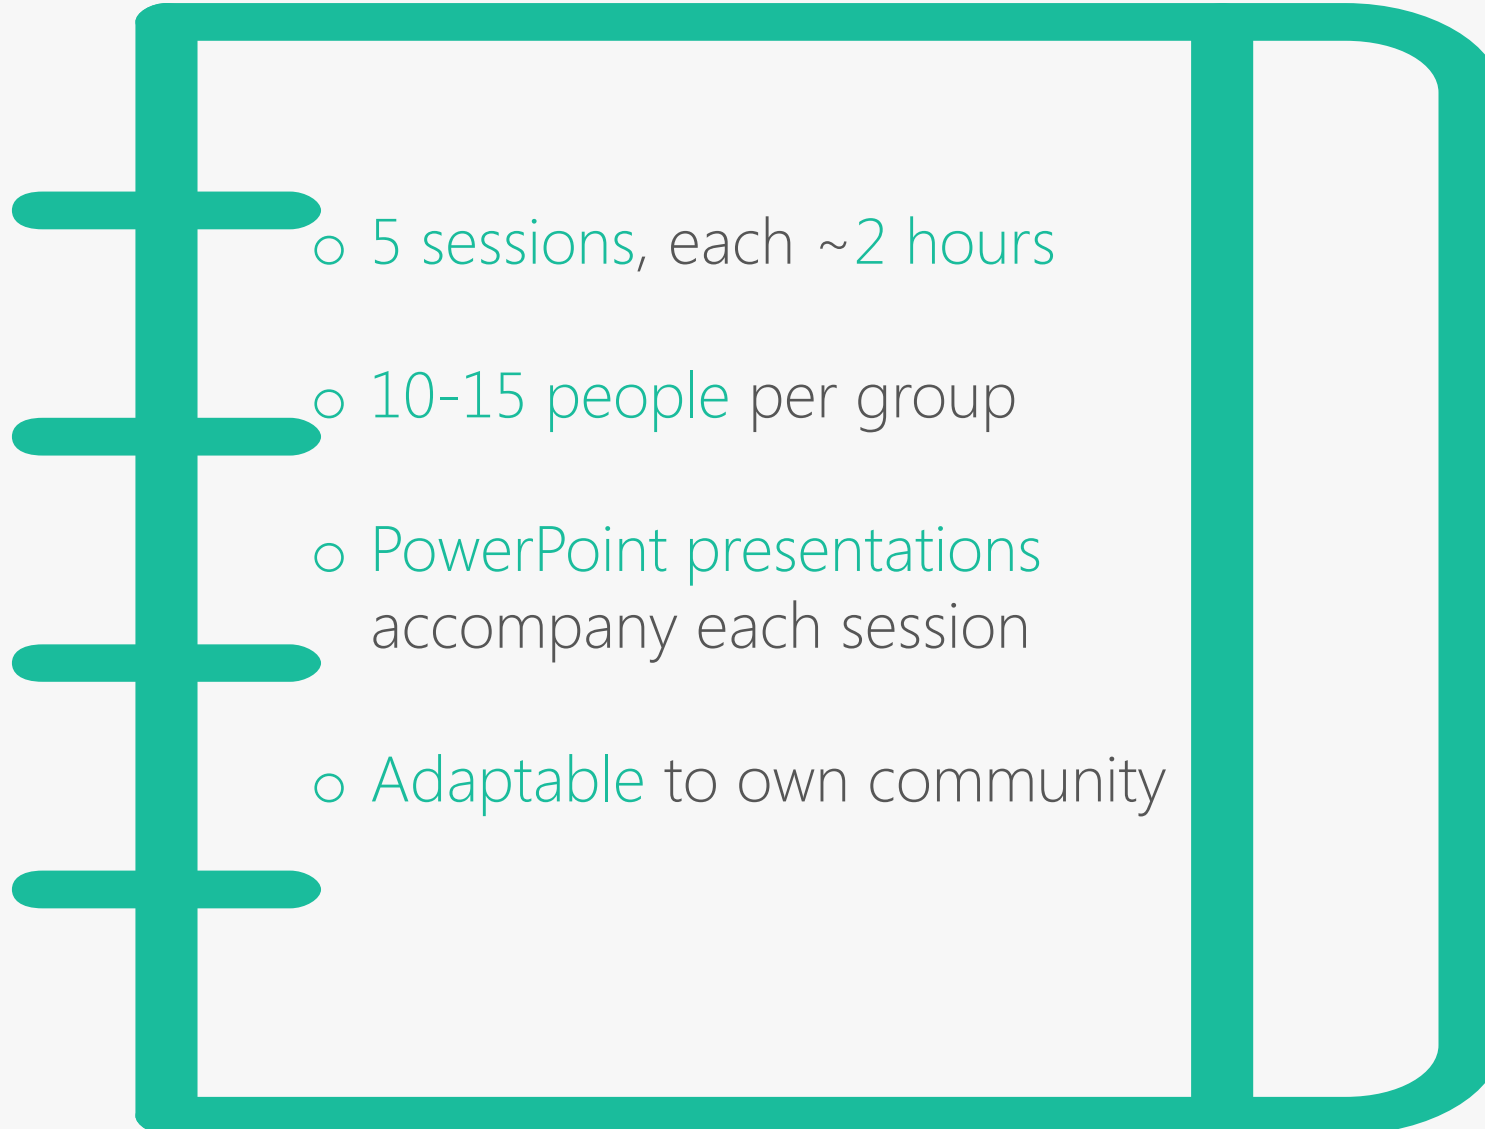 o 5 sessions, each ~2 hours
o 10-15 people per group
o PowerPoint presentations
accompany each session
o Adaptable to own community